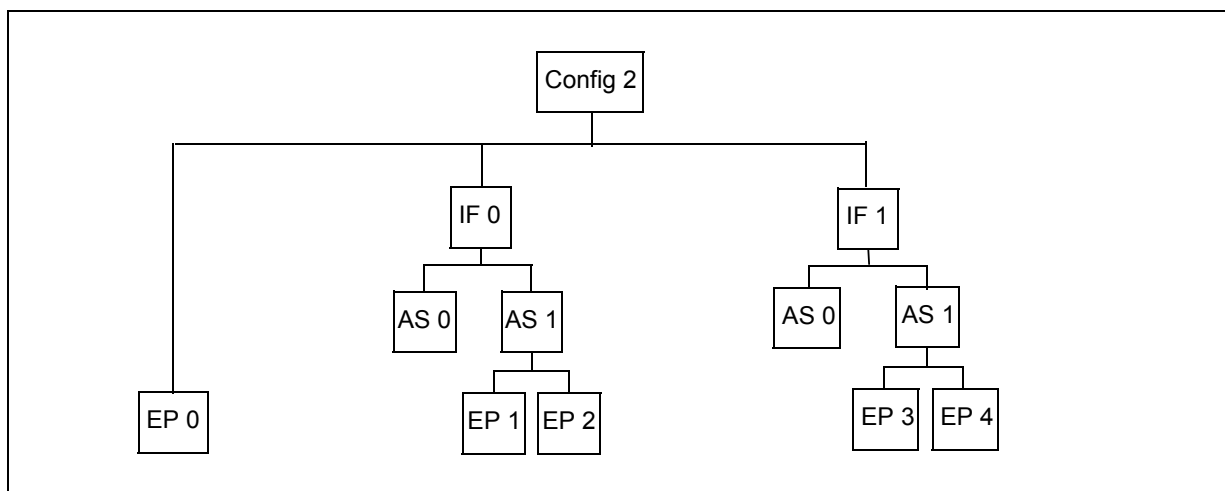 Config 2
IF 0
IF 1
AS 0
AS 1
AS 0
AS 1
EP 0
EP 1
EP 2
EP 3
EP 4